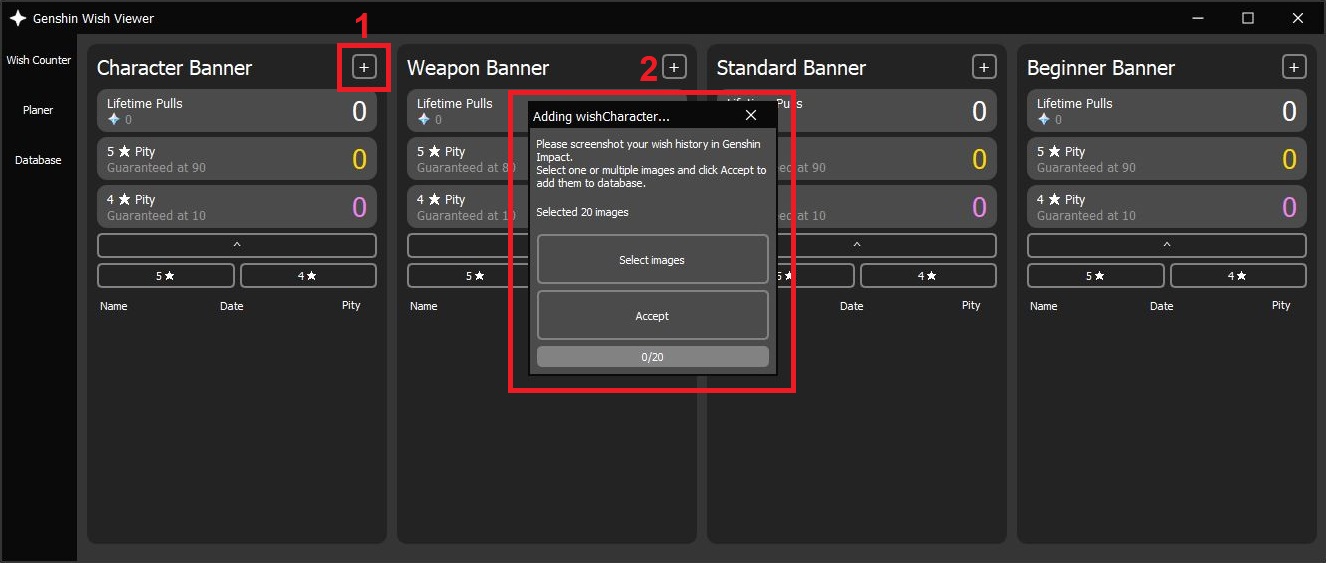 Genshin Wish Viewer
1
Wish Counter
Planer
Database
Character Banner
+
Lifetime Pulls
0
0
5 ★ Pity
Guaranteed at 90
0
4 ★ Pity
Guaranteed at 10
0
^
5 ★
4 ★
Name Date Pity
Weapon Banner
2
+
Lifetime Pulls
0
5 ★ Pity
Guaranteed at 80
4 ★ Pity
Guaranteed at 10
5 ★
Name
Adding wishCharacter...
Please screenshot your wish history in Genshin
Impact.
Select one or multiple images and click Accept to
add them to database.
Selected 20 images
Select images
Accept
0/20
Standard Banner
+
Lifetime Pulls
0
0
at 90
0
at 10
0
^
5 ★
4 ★
Date Pity
Beginner Banner
+
Lifetime Pulls
0
0
5 ★ Pity
Guaranteed at 90
0
4 ★ Pity
Guaranteed at 10
0
^
5 ★
4 ★
Name Date Pity